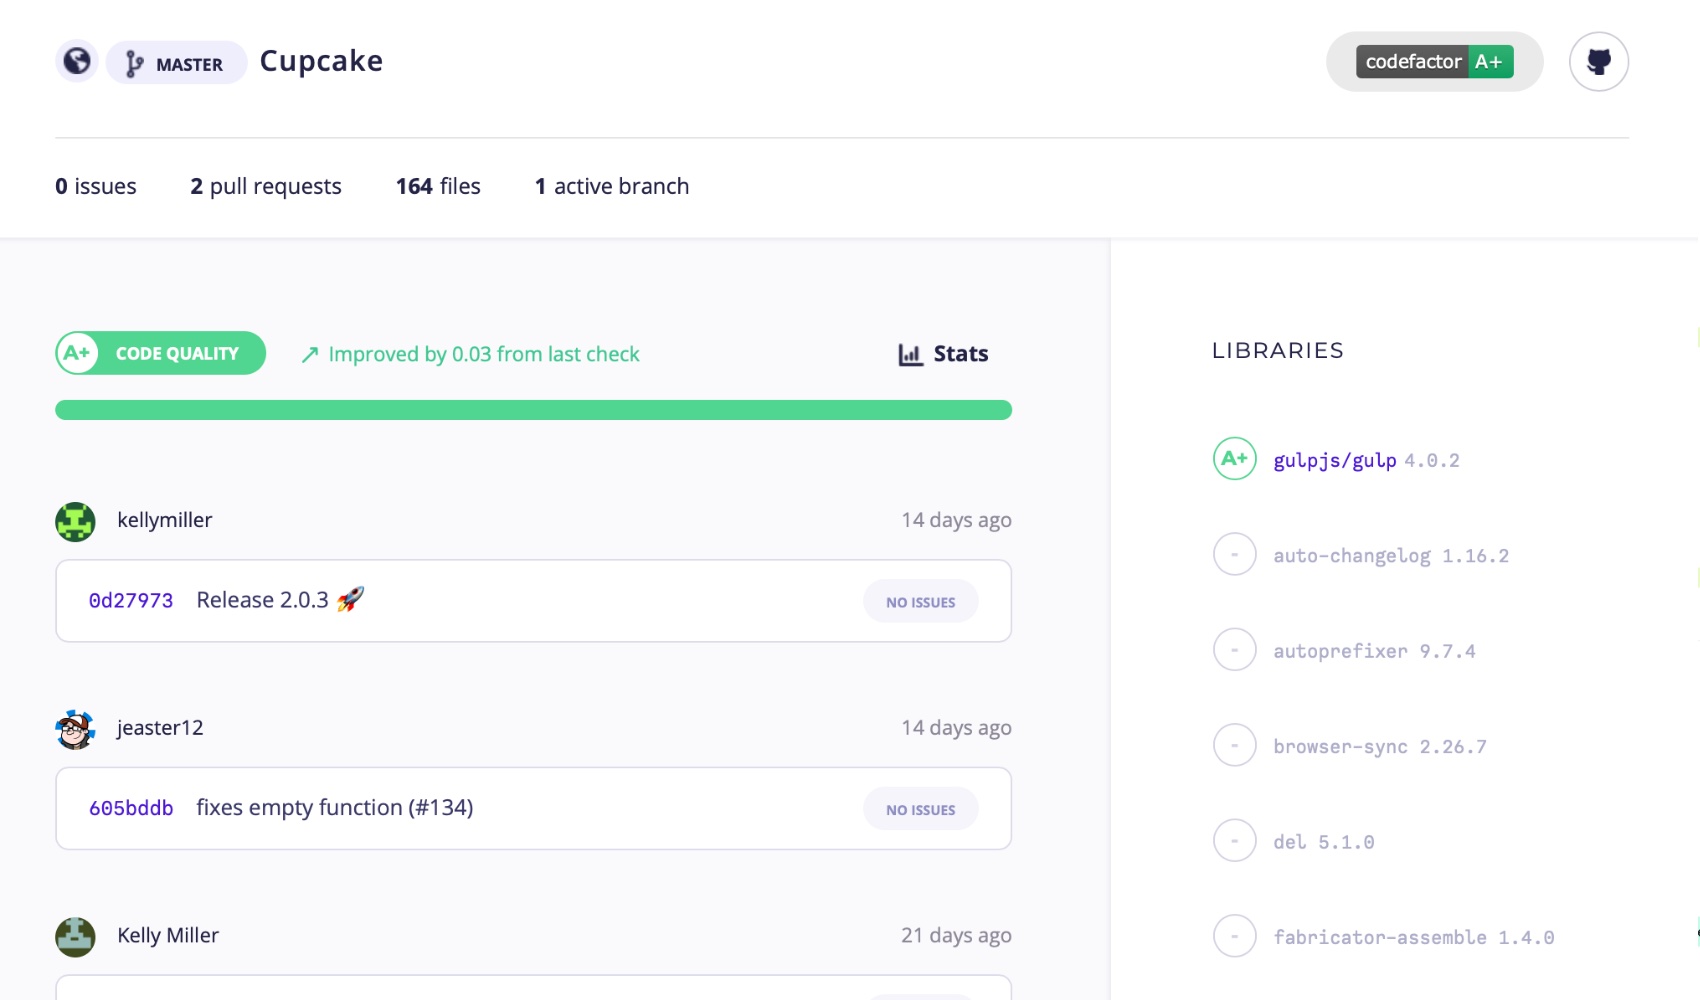 MASTER Cupcake codefactor A+
0 issues 2 pull requests 164 files 1 active branch
A+ CODE QUALITY Improved by 0.03 from last check Stats
kellymiller 14 days ago
0d27973 Release 2.0.3 🚀 NO ISSUES
jeaster12 14 days ago
605bddb fixes empty function (#134) NO ISSUES
Kelly Miller 21 days ago
LIBRARIES
A+ gulpjs/gulp 4.0.2
- auto-changelog 1.16.2
- autoprefixer 9.7.4
- browser-sync 2.26.7
- del 5.1.0
- fabricator-assemble 1.4.0